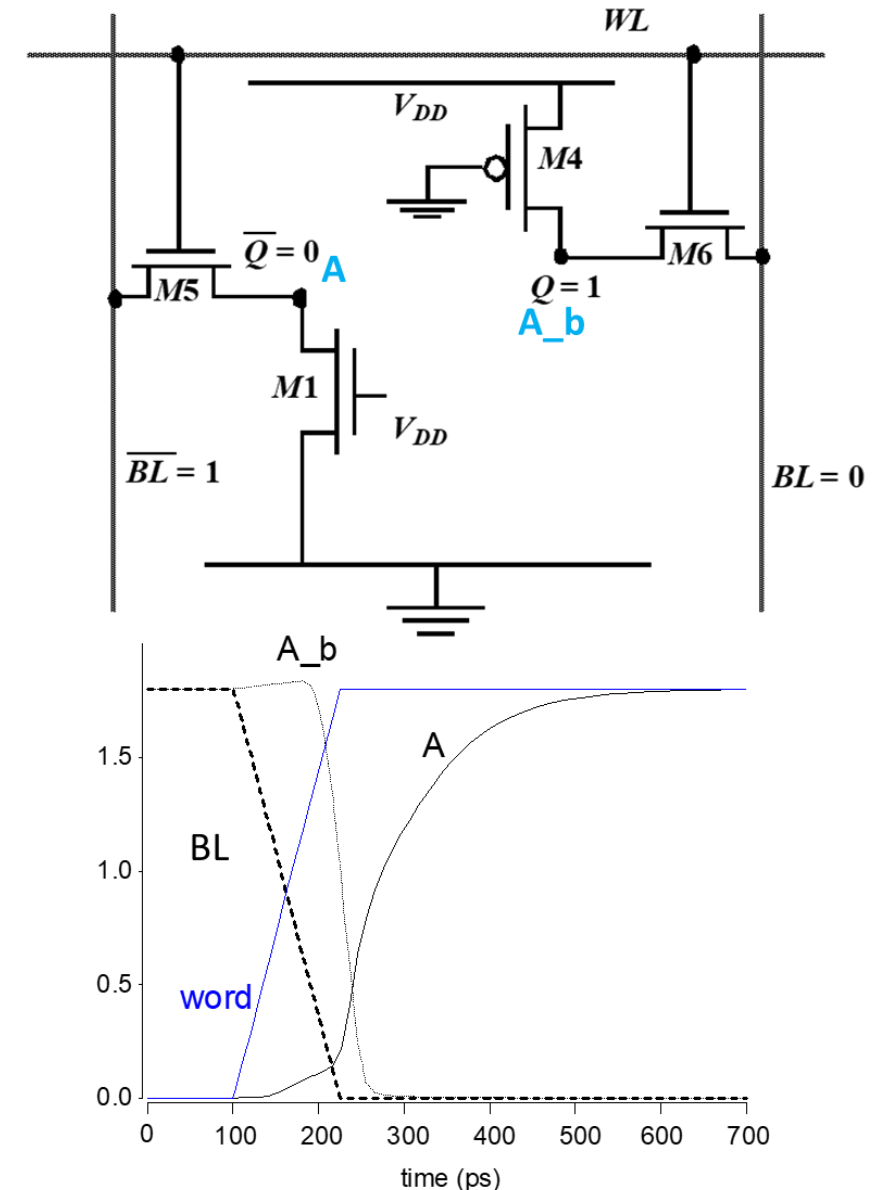 WL
V_DD
M4
Q̅ = 0
A
M5
M6
Q = 1
A_b
M1
V_DD
B̅L̅ = 1
BL = 0
A_b
1.5
A
BL
1.0
word
0.5
0.0
0 100 200 300 400 500 600 700
time (ps)